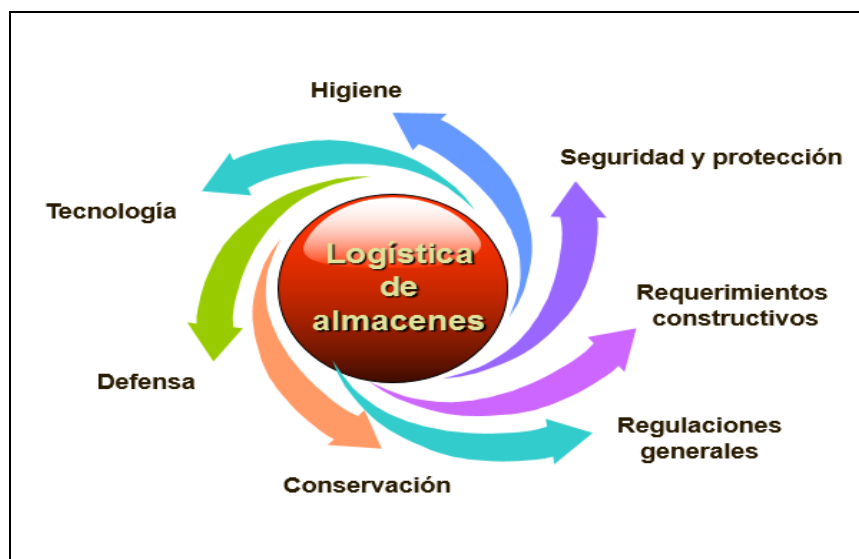 Higiene
Seguridad y protección
Tecnología
Logística
de
almacenes
Requerimientos
constructivos
Defensa
Regulaciones
generales
Conservación